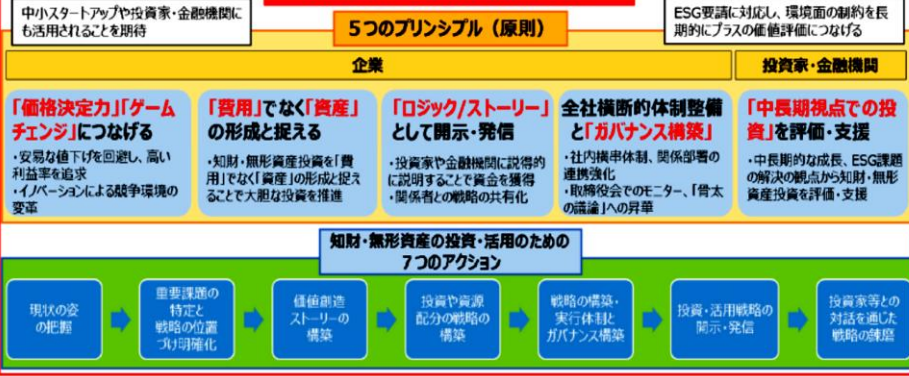 中小スタートアップや投資家・金融機関に
も活用されることを期待
5つのプリンシプル（原則）
ESG要請に対応し、環境面の制約を長
期的にプラスの価値評価につなげる
企業
投資家・金融機関
「価格決定力」「ゲーム
チェンジ」につなげる
・安易な値下げを回避し、高い
利益率を追求
・イノベーションによる競争環境の
変革
「費用」でなく「資産」
の形成と捉える
・知財・無形資産投資を「費
用」でなく「資産」の形成と捉え
ることで大胆な投資を推進
「ロジック/ストーリー」
として開示・発信
・投資家や金融機関に説得的
に説明することで資金を獲得
・関係者との戦略の共有化
全社横断的体制整備
と「ガバナンス構築」
・社内横串体制、関係部署の
連携強化
・取締役会でのモニター、「骨太
の議論」への昇華
「中長期視点での投
資」を評価・支援
・中長期的な成長、ESG課題
の解決の観点から知財・無形
資産投資を評価・支援
知財・無形資産の投資・活用のための
7つのアクション
現状の姿
の把握
重要課題の
特定と
戦略の位置
づけ明確化
価値創造
ストーリーの
構築
投資や資源
配分の戦略の
構築
戦略の構築・
実行体制と
ガバナンス構築
投資・活用戦略の
開示・発信
投資家等との
対話を通じた
戦略の錬磨